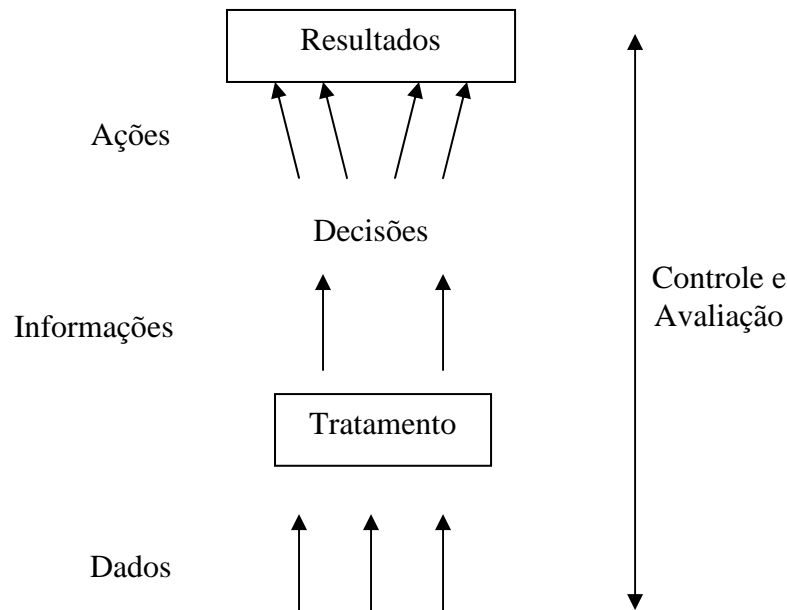 Resultados
Ações
Decisões
Controle e
Avaliação
Informações
Tratamento
Dados